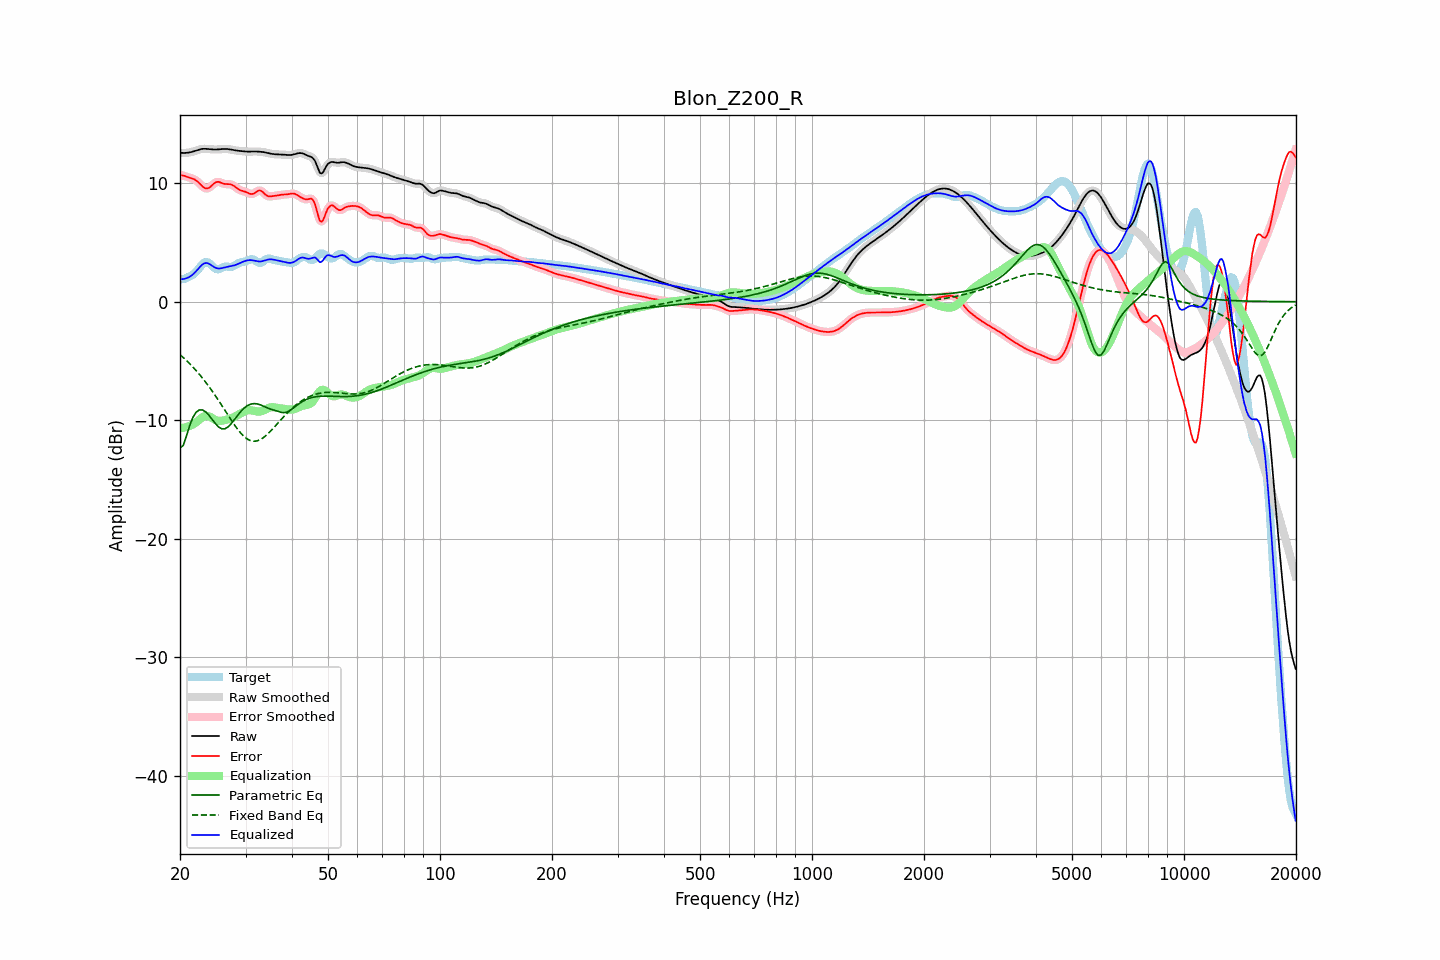 Blon_Z200_R
Amplitude (dBr)
10
0
−10
−20
−30
−40
Target
Raw Smoothed
Error Smoothed
Raw
Error
Equalization
Parametric Eq
Fixed Band Eq
Equalized
20 50 100 200 500 1000 2000 5000 10000 20000
Frequency (Hz)